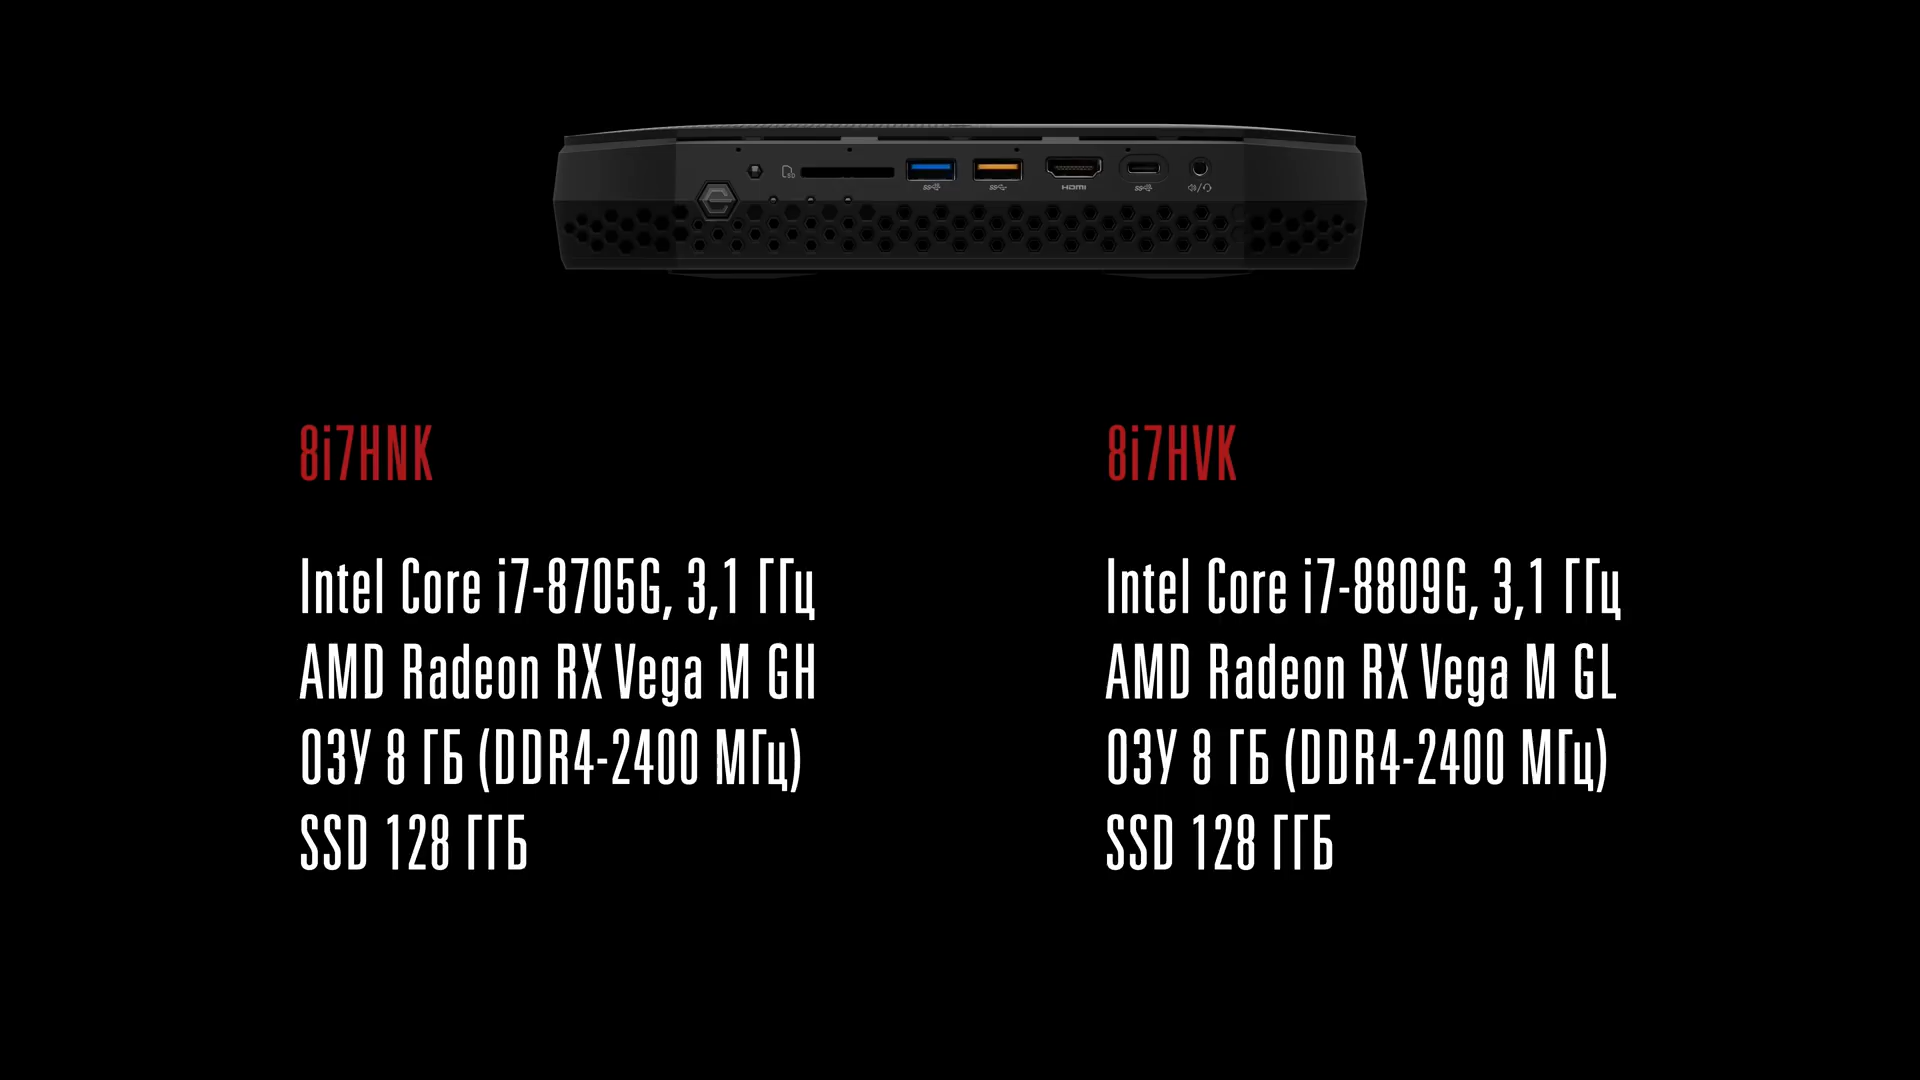 HDMI
8i7HNK
Intel Core i7-8705G, 3,1 ГГц
AMD Radeon RX Vega M GH
ОЗУ 8 ГБ (DDR4-2400 МГц)
SSD 128 ГГБ
8i7HVK
Intel Core i7-8809G, 3,1 ГГц
AMD Radeon RX Vega M GL
ОЗУ 8 ГБ (DDR4-2400 МГц)
SSD 128 ГГБ